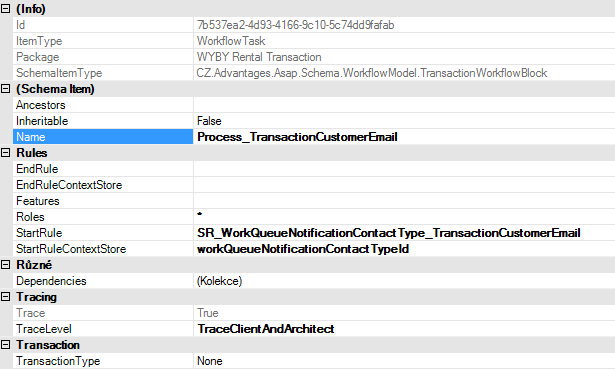 (Info)
Id 7b537ea2-4d93-4166-9c10-5c74dd9fafab
ItemType WorkflowTask
Package WYBY Rental Transaction
SchemaItemType CZ.Advantages.Asap.Schema.WorkflowModel.TransactionWorkflowBlock
(Schema Item)
Ancestors
Inheritable False
Name Process_TransactionCustomerEmail
Rules
EndRule
EndRuleContextStore
Features
Roles *
StartRule SR_WorkQueueNotificationContactType_TransactionCustomerEmail
StartRuleContextStore workQueueNotificationContactTypeId
Různé
Dependencies (Kolekce)
Tracing
Trace True
TraceLevel TraceClientAndArchitect
Transaction
TransactionType None